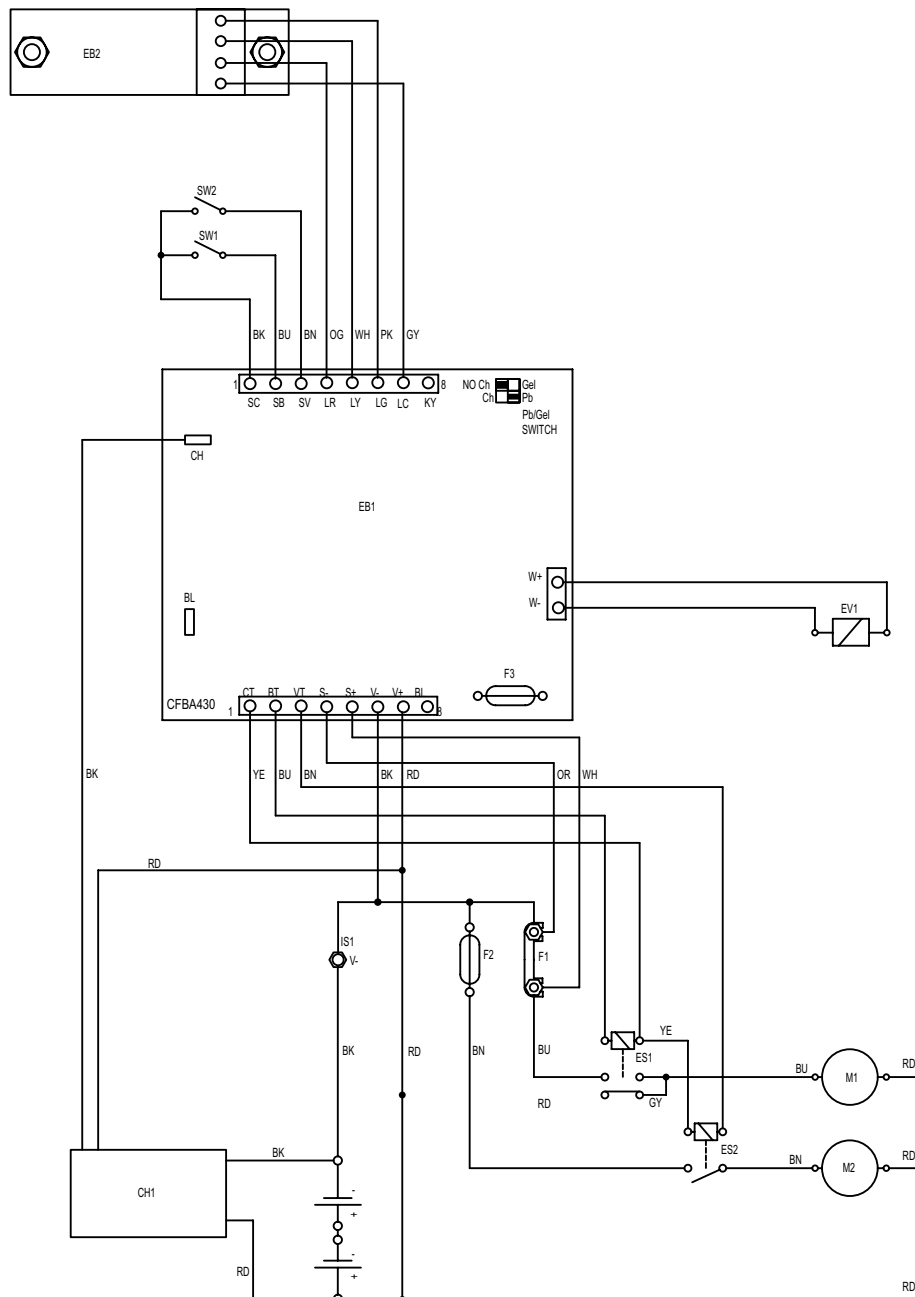 EB2
SW2
SW1
BK BU BN OG WH PK GY
1 8
SC SB SV LR LY LG LC KY
NO Ch Gel
Ch Pb
Pb/Gel
SWITCH
CH
EB1
W+
W-
EV1
BL
F3
CFBA430
CT BT VT S- S+ V- V+ BL
1 8
BK YE BU BN BK RD OR WH
RD
IS1
V-
F2 F1
BK RD BN BU
YE
ES1
RD GY
BU M1 RD
ES2
BN M2 RD
BK
CH1
-
+
-
+
RD
RD